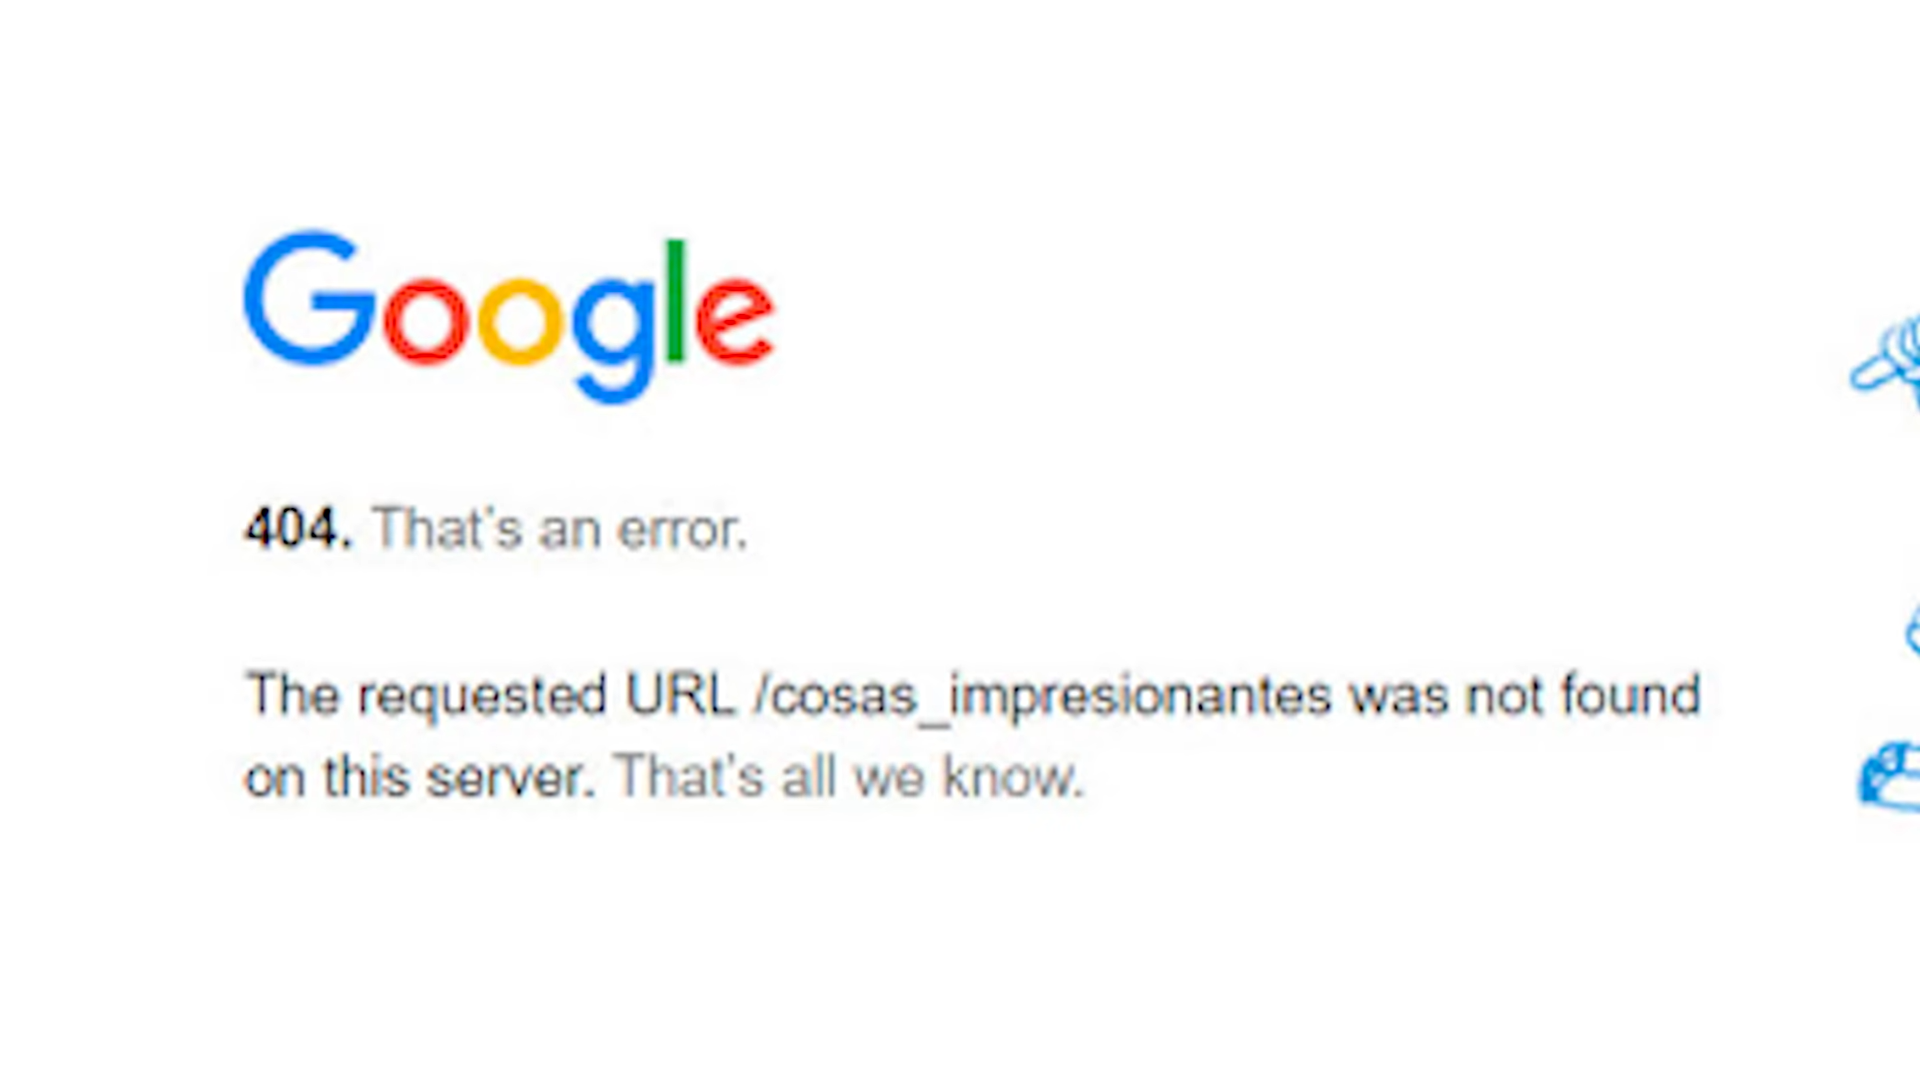 Google
404. That's an error.
The requested URL /cosas_impresionantes was not found
on this server. That's all we know.